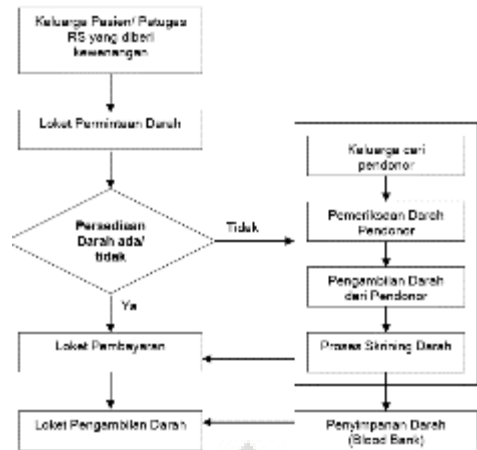 Keluarga Pasien/ Petugas
RS yang diberi
kewenangan
Loket Permintaan Darah
Persediaan
Darah ada/
tidak
Tidak
Ya
Loket Pembayaran
Loket Pengambilan Darah
Keluarga cari
pendonor
Pemeriksaan Darah
Pendonor
Pengambilan Darah
dari Pendonor
Proses Skrining Darah
Penyimpanan Darah
(Blood Bank)